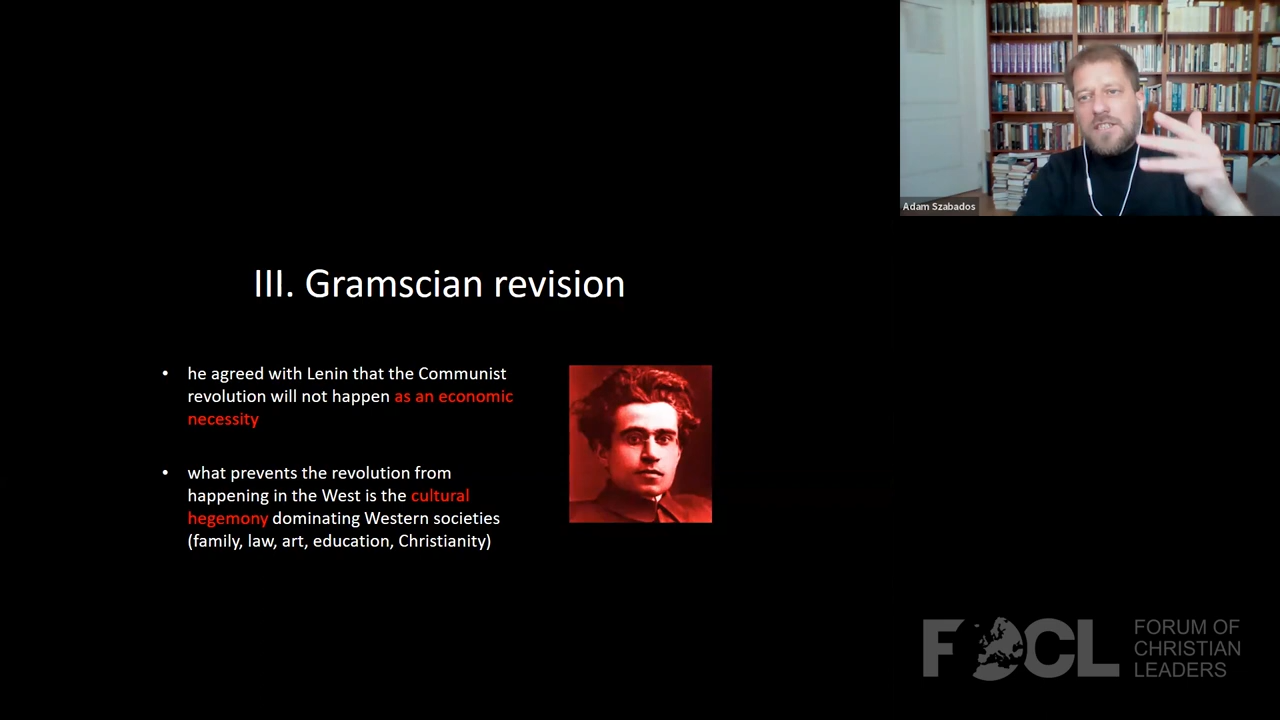 Adam Szabados
III. Gramscian revision
• he agreed with Lenin that the Communist
revolution will not happen as an economic
necessity
• what prevents the revolution from
happening in the West is the cultural
hegemony dominating Western societies
(family, law, art, education, Christianity)
FOCL
FORUM OF
CHRISTIAN
LEADERS